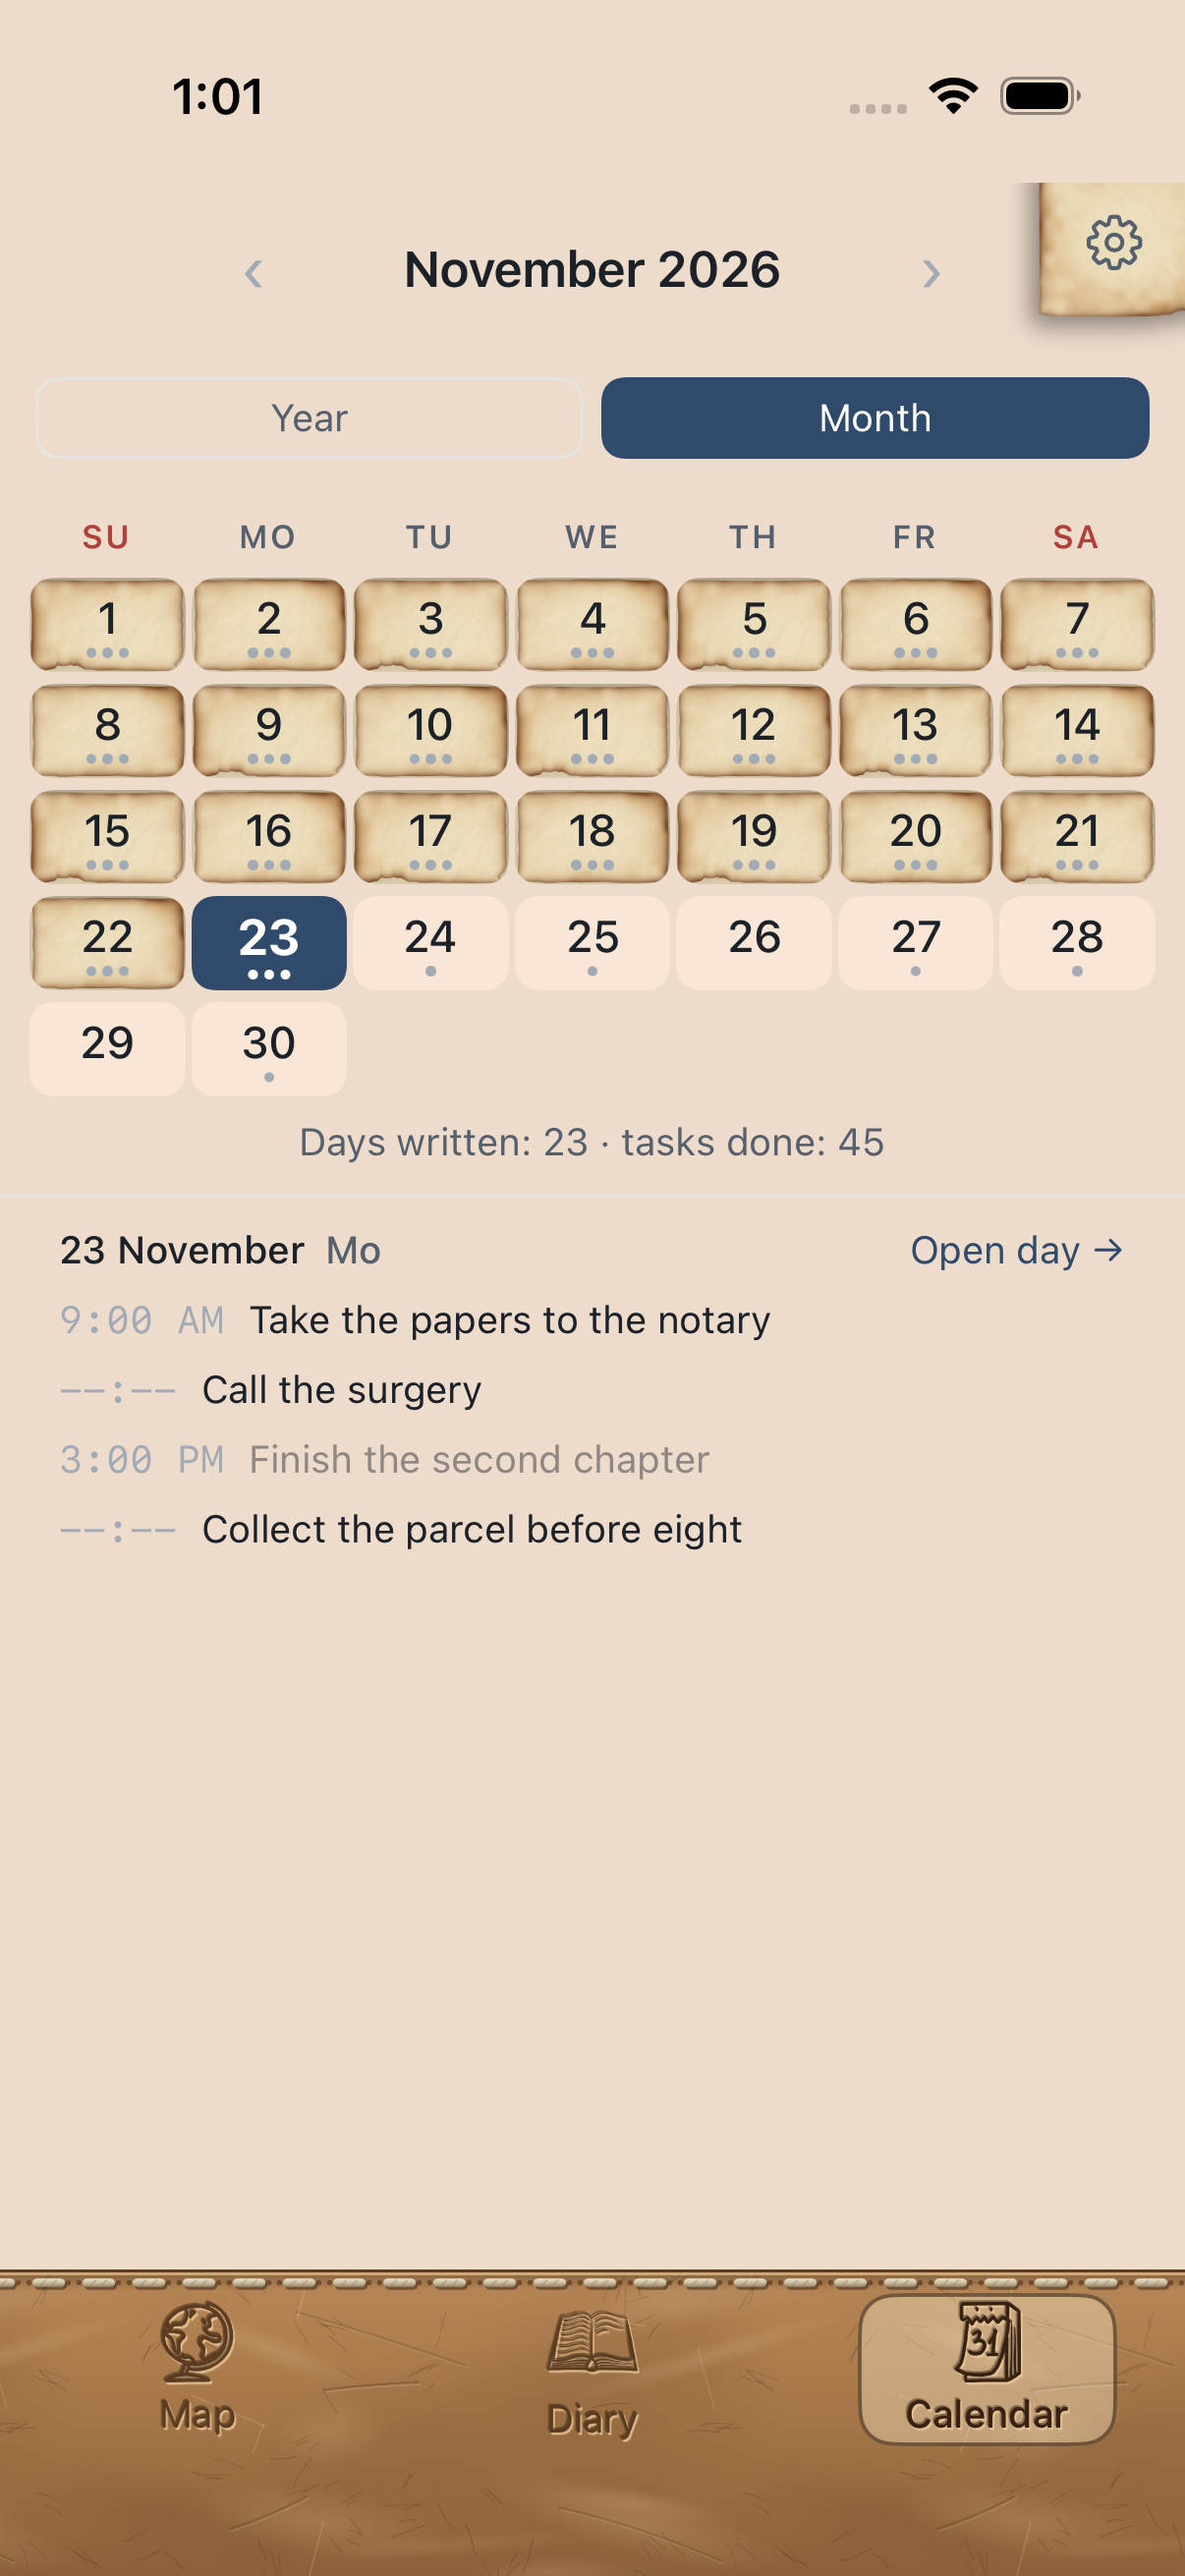 1:01
‹ November 2026 ›
Year Month
SU MO TU WE TH FR SA
1 2 3 4 5 6 7
8 9 10 11 12 13 14
15 16 17 18 19 20 21
22 23 24 25 26 27 28
29 30
Days written: 23 · tasks done: 45
23 November Mo Open day →
9:00 AM Take the papers to the notary
--:-- Call the surgery
3:00 PM Finish the second chapter
--:-- Collect the parcel before eight
31
Map Diary Calendar